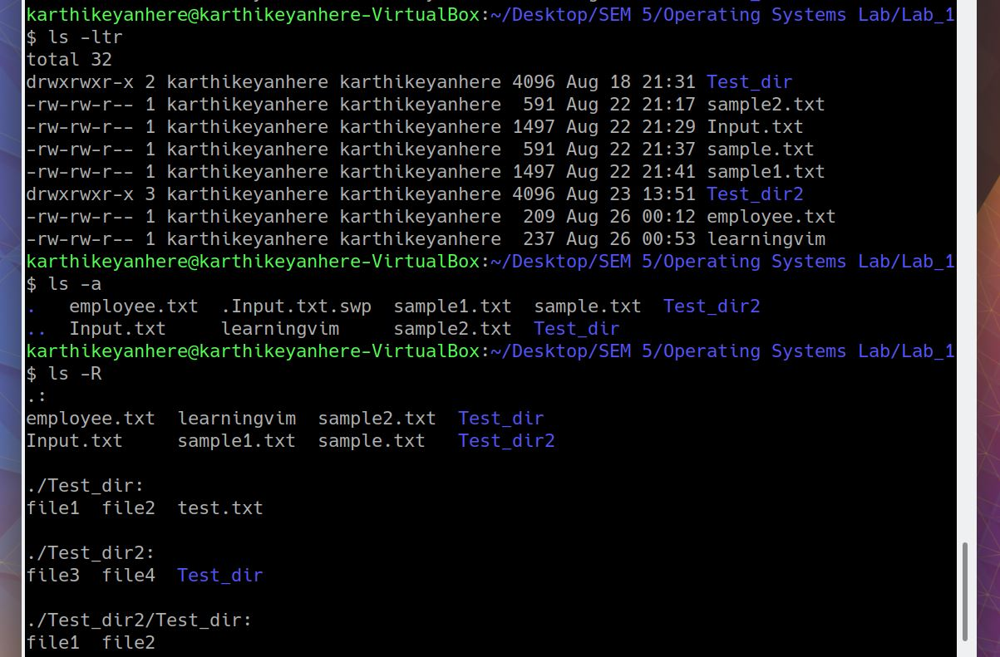 karthikeyanhere@karthikeyanhere-VirtualBox:~/Desktop/SEM 5/Operating Systems Lab/Lab_1
$ ls -ltr
total 32
drwxrwxr-x 2 karthikeyanhere karthikeyanhere 4096 Aug 18 21:31 Test_dir
-rw-rw-r-- 1 karthikeyanhere karthikeyanhere  591 Aug 22 21:17 sample2.txt
-rw-rw-r-- 1 karthikeyanhere karthikeyanhere 1497 Aug 22 21:29 Input.txt
-rw-rw-r-- 1 karthikeyanhere karthikeyanhere  591 Aug 22 21:37 sample.txt
-rw-rw-r-- 1 karthikeyanhere karthikeyanhere 1497 Aug 22 21:41 sample1.txt
drwxrwxr-x 3 karthikeyanhere karthikeyanhere 4096 Aug 23 13:51 Test_dir2
-rw-rw-r-- 1 karthikeyanhere karthikeyanhere  209 Aug 26 00:12 employee.txt
-rw-rw-r-- 1 karthikeyanhere karthikeyanhere  237 Aug 26 00:53 learningvim
karthikeyanhere@karthikeyanhere-VirtualBox:~/Desktop/SEM 5/Operating Systems Lab/Lab_1
$ ls -a
.   employee.txt  .Input.txt.swp  sample1.txt  sample.txt  Test_dir2
..  Input.txt     learningvim     sample2.txt  Test_dir
karthikeyanhere@karthikeyanhere-VirtualBox:~/Desktop/SEM 5/Operating Systems Lab/Lab_1
$ ls -R
.:
employee.txt  learningvim  sample2.txt  Test_dir
Input.txt     sample1.txt  sample.txt   Test_dir2

./Test_dir:
file1  file2  test.txt

./Test_dir2:
file3  file4  Test_dir

./Test_dir2/Test_dir:
file1  file2